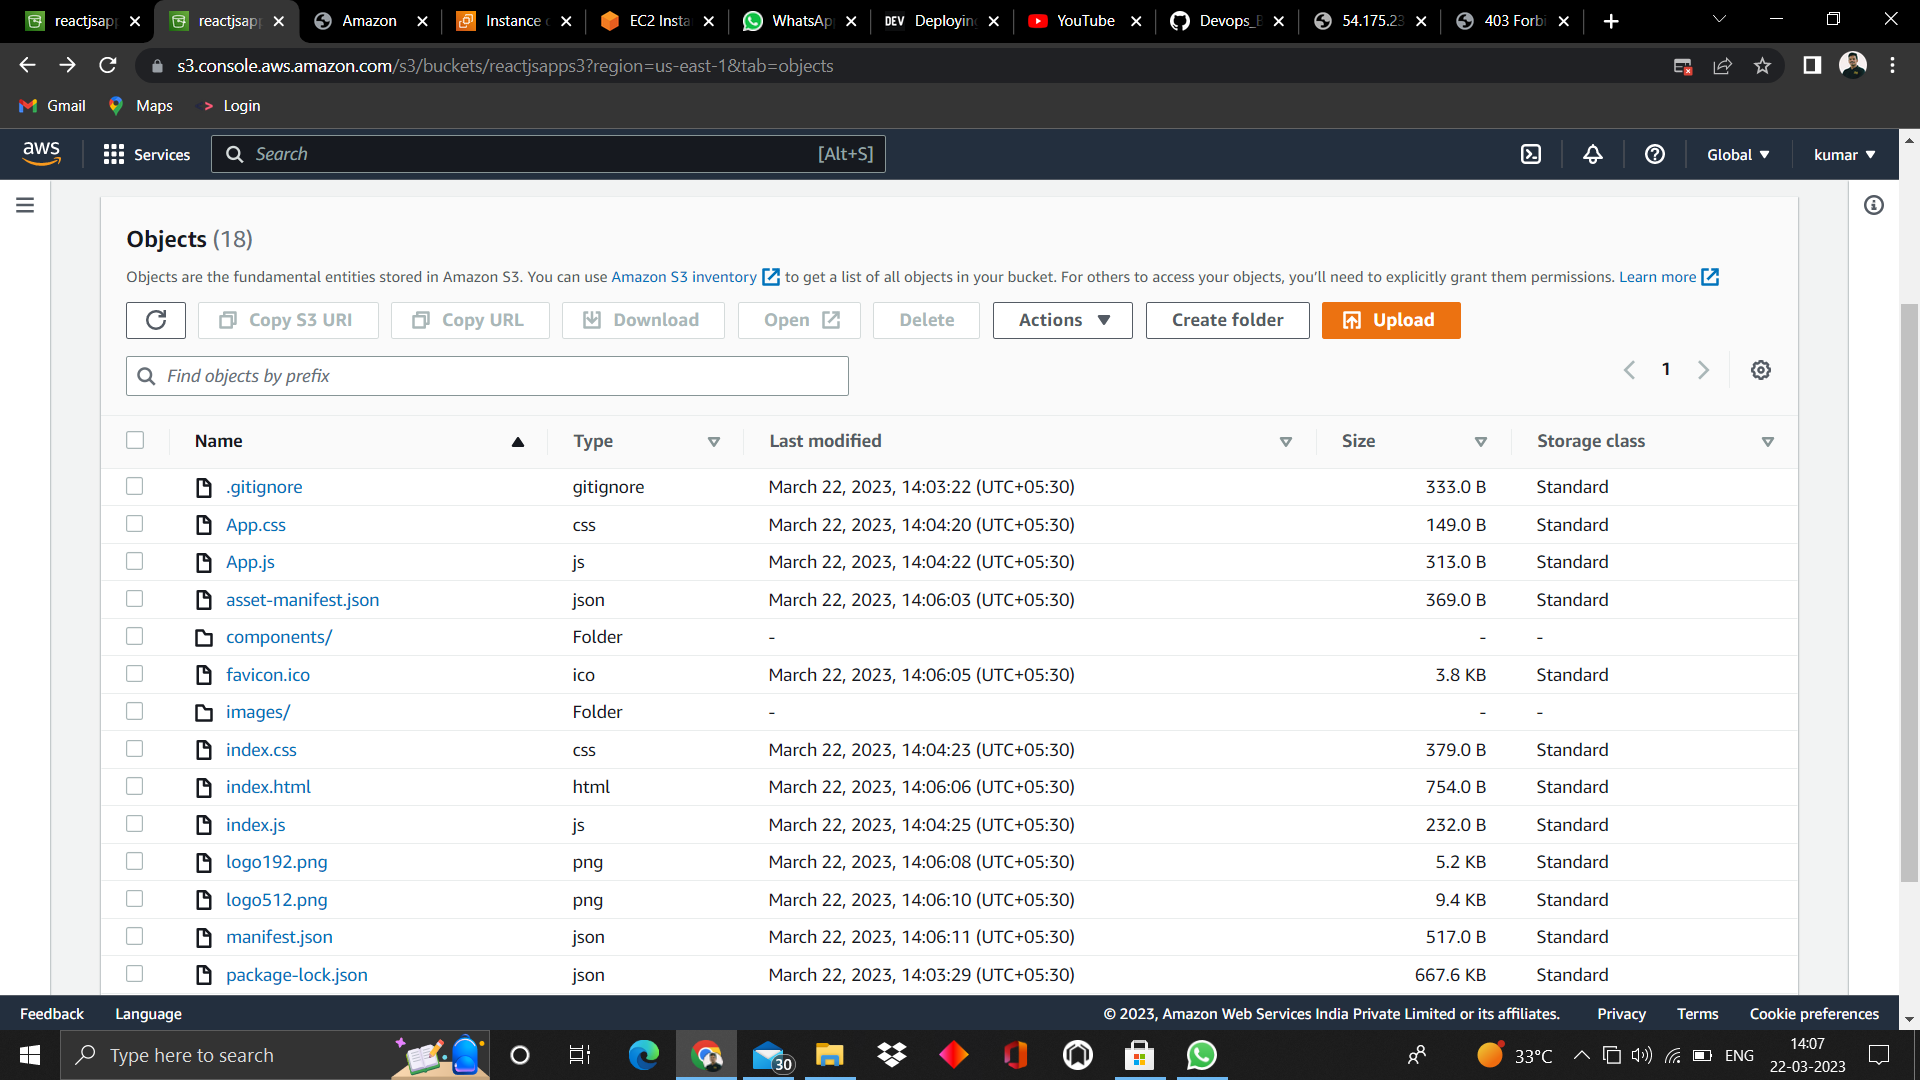 reactjsapp
reactjsapp
Amazon
Instance
EC2 Insta
WhatsAp
DEV Deployin
YouTube
Devops_
54.175.23
403 Forbi
s3.console.aws.amazon.com/s3/buckets/reactjsapps3?region=us-east-1&tab=objects
Gmail
Maps
Login
aws
Services
Search
[Alt+S]
Global
kumar
Objects (18)
Objects are the fundamental entities stored in Amazon S3. You can use Amazon S3 inventory to get a list of all objects in your bucket. For others to access your objects, you'll need to explicitly grant them permissions. Learn more
Copy S3 URI
Copy URL
Download
Open
Delete
Actions
Create folder
Upload
Find objects by prefix
1
Name Type Last modified Size Storage class
.gitignore gitignore March 22, 2023, 14:03:22 (UTC+05:30) 333.0 B Standard
App.css css March 22, 2023, 14:04:20 (UTC+05:30) 149.0 B Standard
App.js js March 22, 2023, 14:04:22 (UTC+05:30) 313.0 B Standard
asset-manifest.json json March 22, 2023, 14:06:03 (UTC+05:30) 369.0 B Standard
components/ Folder - - -
favicon.ico ico March 22, 2023, 14:06:05 (UTC+05:30) 3.8 KB Standard
images/ Folder - - -
index.css css March 22, 2023, 14:04:23 (UTC+05:30) 379.0 B Standard
index.html html March 22, 2023, 14:06:06 (UTC+05:30) 754.0 B Standard
index.js js March 22, 2023, 14:04:25 (UTC+05:30) 232.0 B Standard
logo192.png png March 22, 2023, 14:06:08 (UTC+05:30) 5.2 KB Standard
logo512.png png March 22, 2023, 14:06:10 (UTC+05:30) 9.4 KB Standard
manifest.json json March 22, 2023, 14:06:11 (UTC+05:30) 517.0 B Standard
package-lock.json json March 22, 2023, 14:03:29 (UTC+05:30) 667.6 KB Standard
Feedback
Language
© 2023, Amazon Web Services India Private Limited or its affiliates.
Privacy
Terms
Cookie preferences
Type here to search
30
33°C
ENG
14:07
22-03-2023